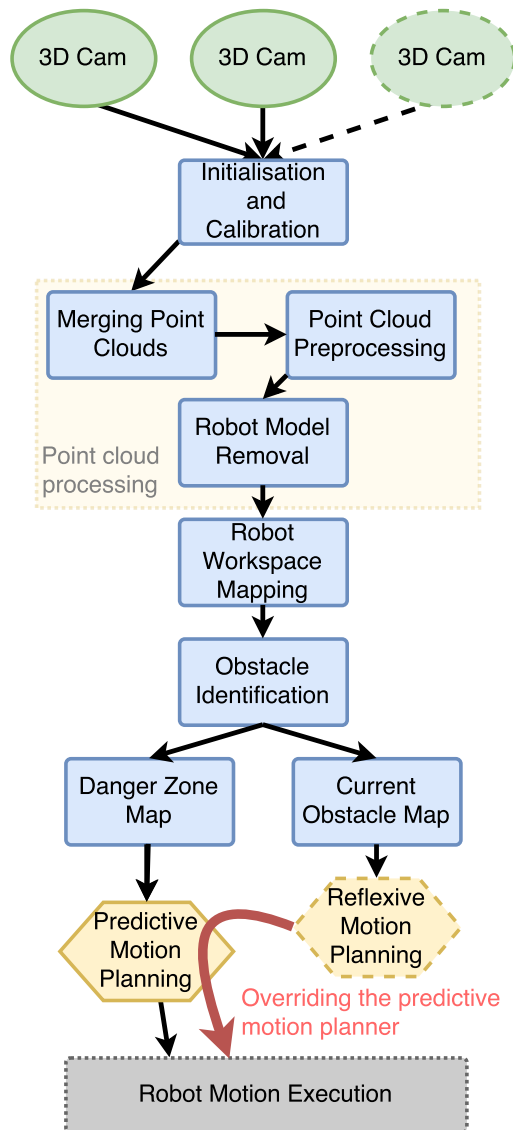 3D Cam
3D Cam
3D Cam
Initialisation
and
Calibration
Merging Point
Clouds
Point Cloud
Preprocessing
Robot Model
Removal
Point cloud
processing
Robot
Workspace
Mapping
Obstacle
Identification
Danger Zone
Map
Current
Obstacle Map
Predictive
Motion
Planning
Reflexive
Motion
Planning
Overriding the predictive
motion planner
Robot Motion Execution